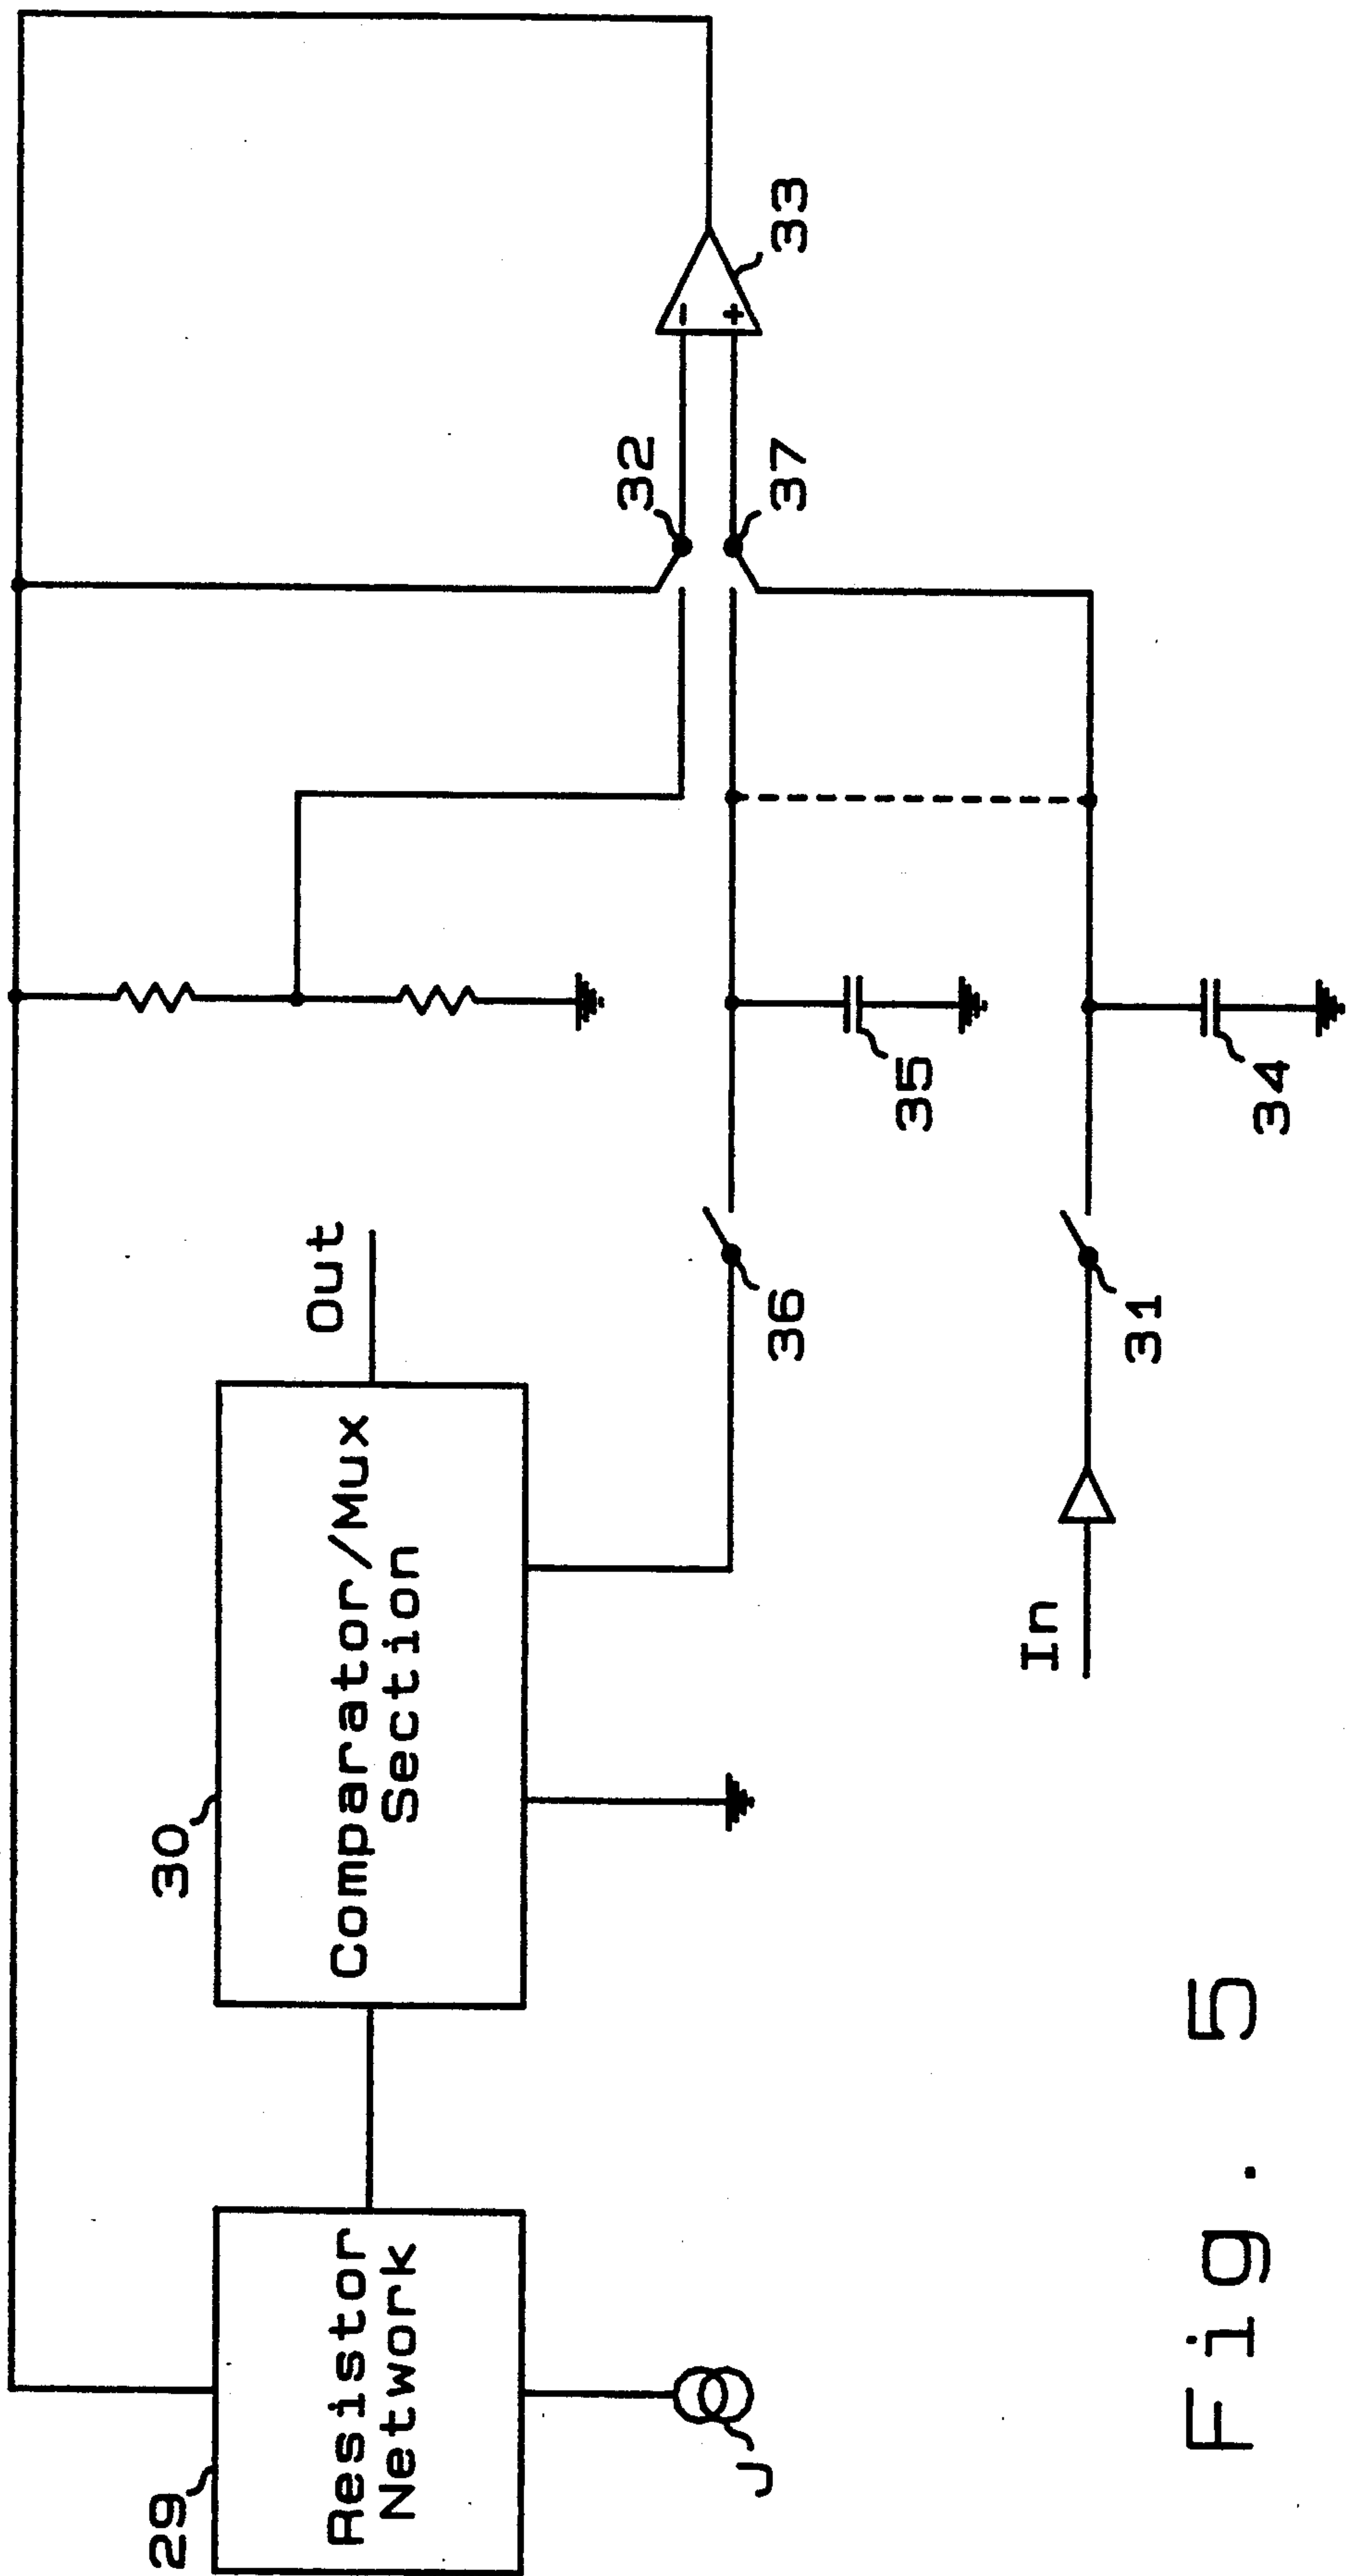 29
Resistor
Network
J
30
Comparator/Mux
Section
Out
In
36
31
35
34
32
37
-
+
33
Fig. 5